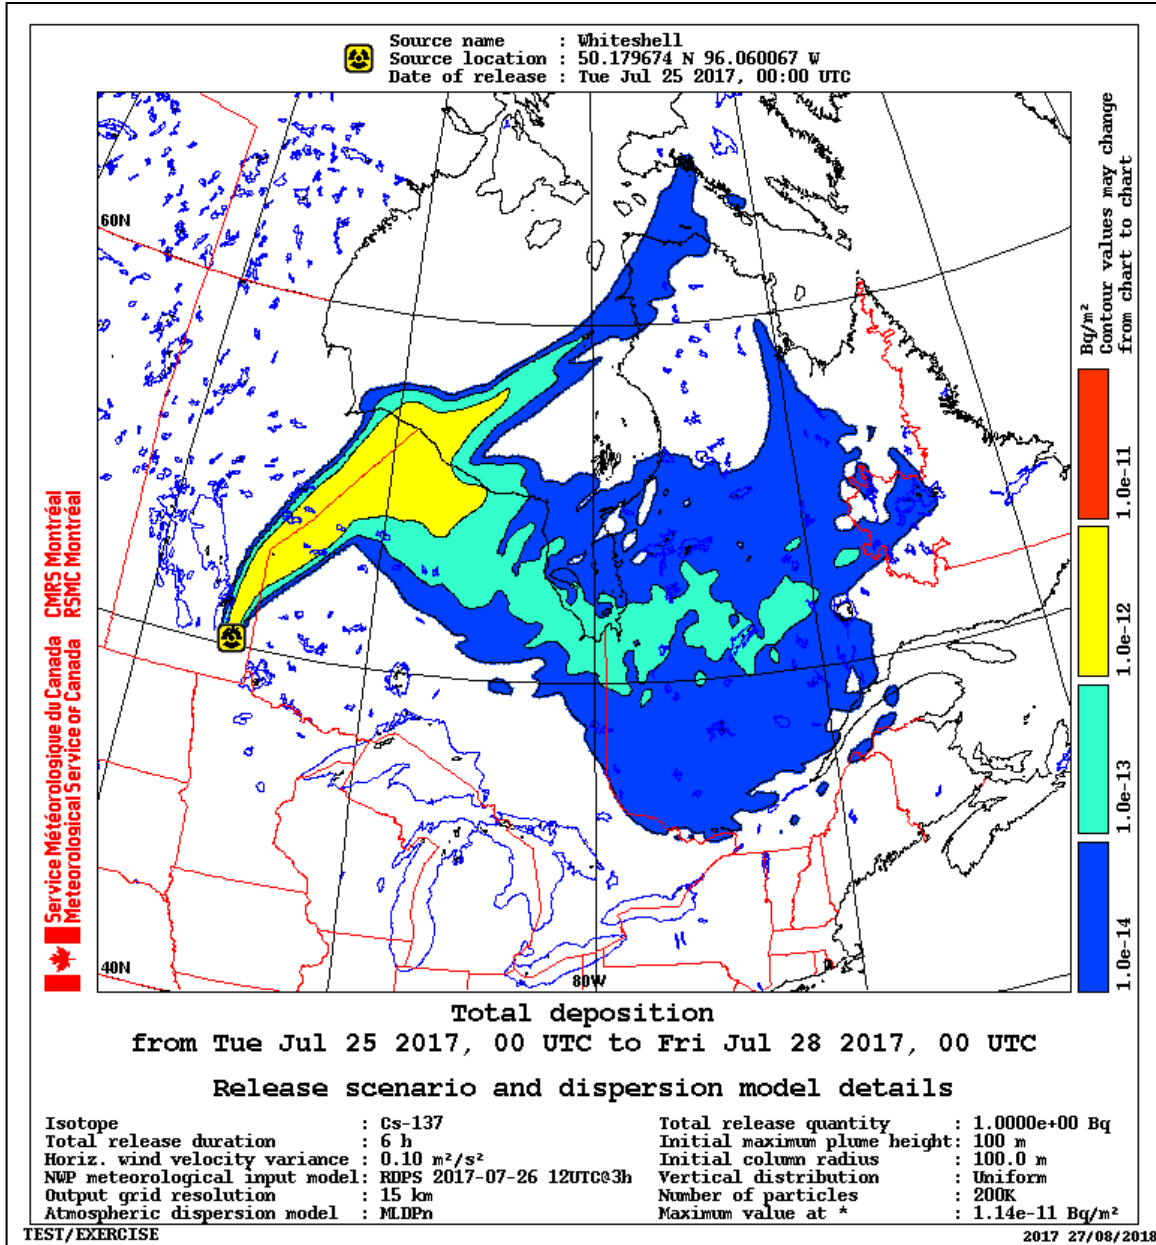 Source name : Whiteshell
Source location : 50.179674 N 96.060067 W
Date of release : Tue Jul 25 2017, 00:00 UTC
60N
40N
80W
Service Météorologique du Canada CMRS Montréal
Meteorological Service of Canada RSMC Montréal
Bq/m²
Contour values may change
from chart to chart
1.0e-11
1.0e-12
1.0e-13
1.0e-14
Total deposition
from Tue Jul 25 2017, 00 UTC to Fri Jul 28 2017, 00 UTC
Release scenario and dispersion model details
Isotope : Cs-137
Total release duration : 6 h
Horiz. wind velocity variance : 0.10 m²/s²
NWP meteorological input model: RDPS 2017-07-26 12UTC@3h
Output grid resolution : 15 km
Atmospheric dispersion model : MLDPn
Total release quantity : 1.0000e+00 Bq
Initial maximum plume height: 100 m
Initial column radius : 100.0 m
Vertical distribution : Uniform
Number of particles : 200K
Maximum value at * : 1.14e-11 Bq/m²
TEST/EXERCISE
2017 27/08/2018